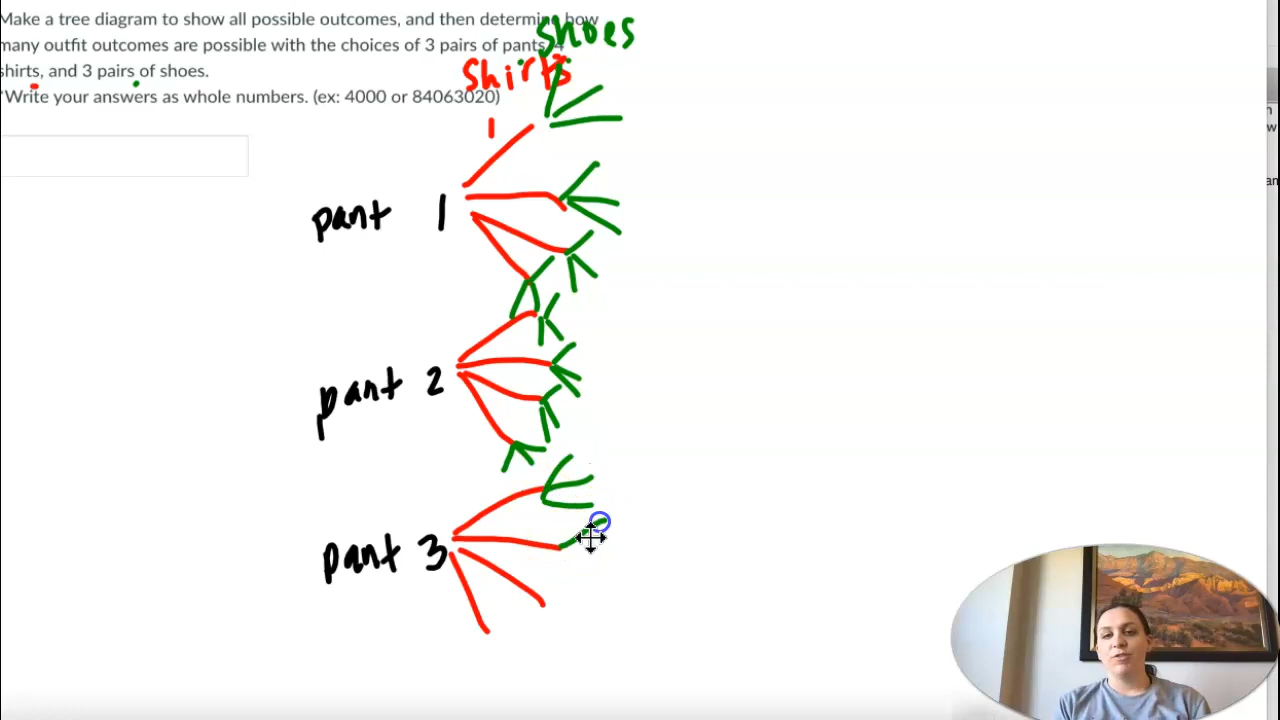 Make a tree diagram to show all possible outcomes, and then determine how
many outfit outcomes are possible with the choices of 3 pairs of pants, 4
shirts, and 3 pairs of shoes.
*Write your answers as whole numbers. (ex: 4000 or 84063020)
shoes
shirts
1
pant 1
pant 2
pant 3